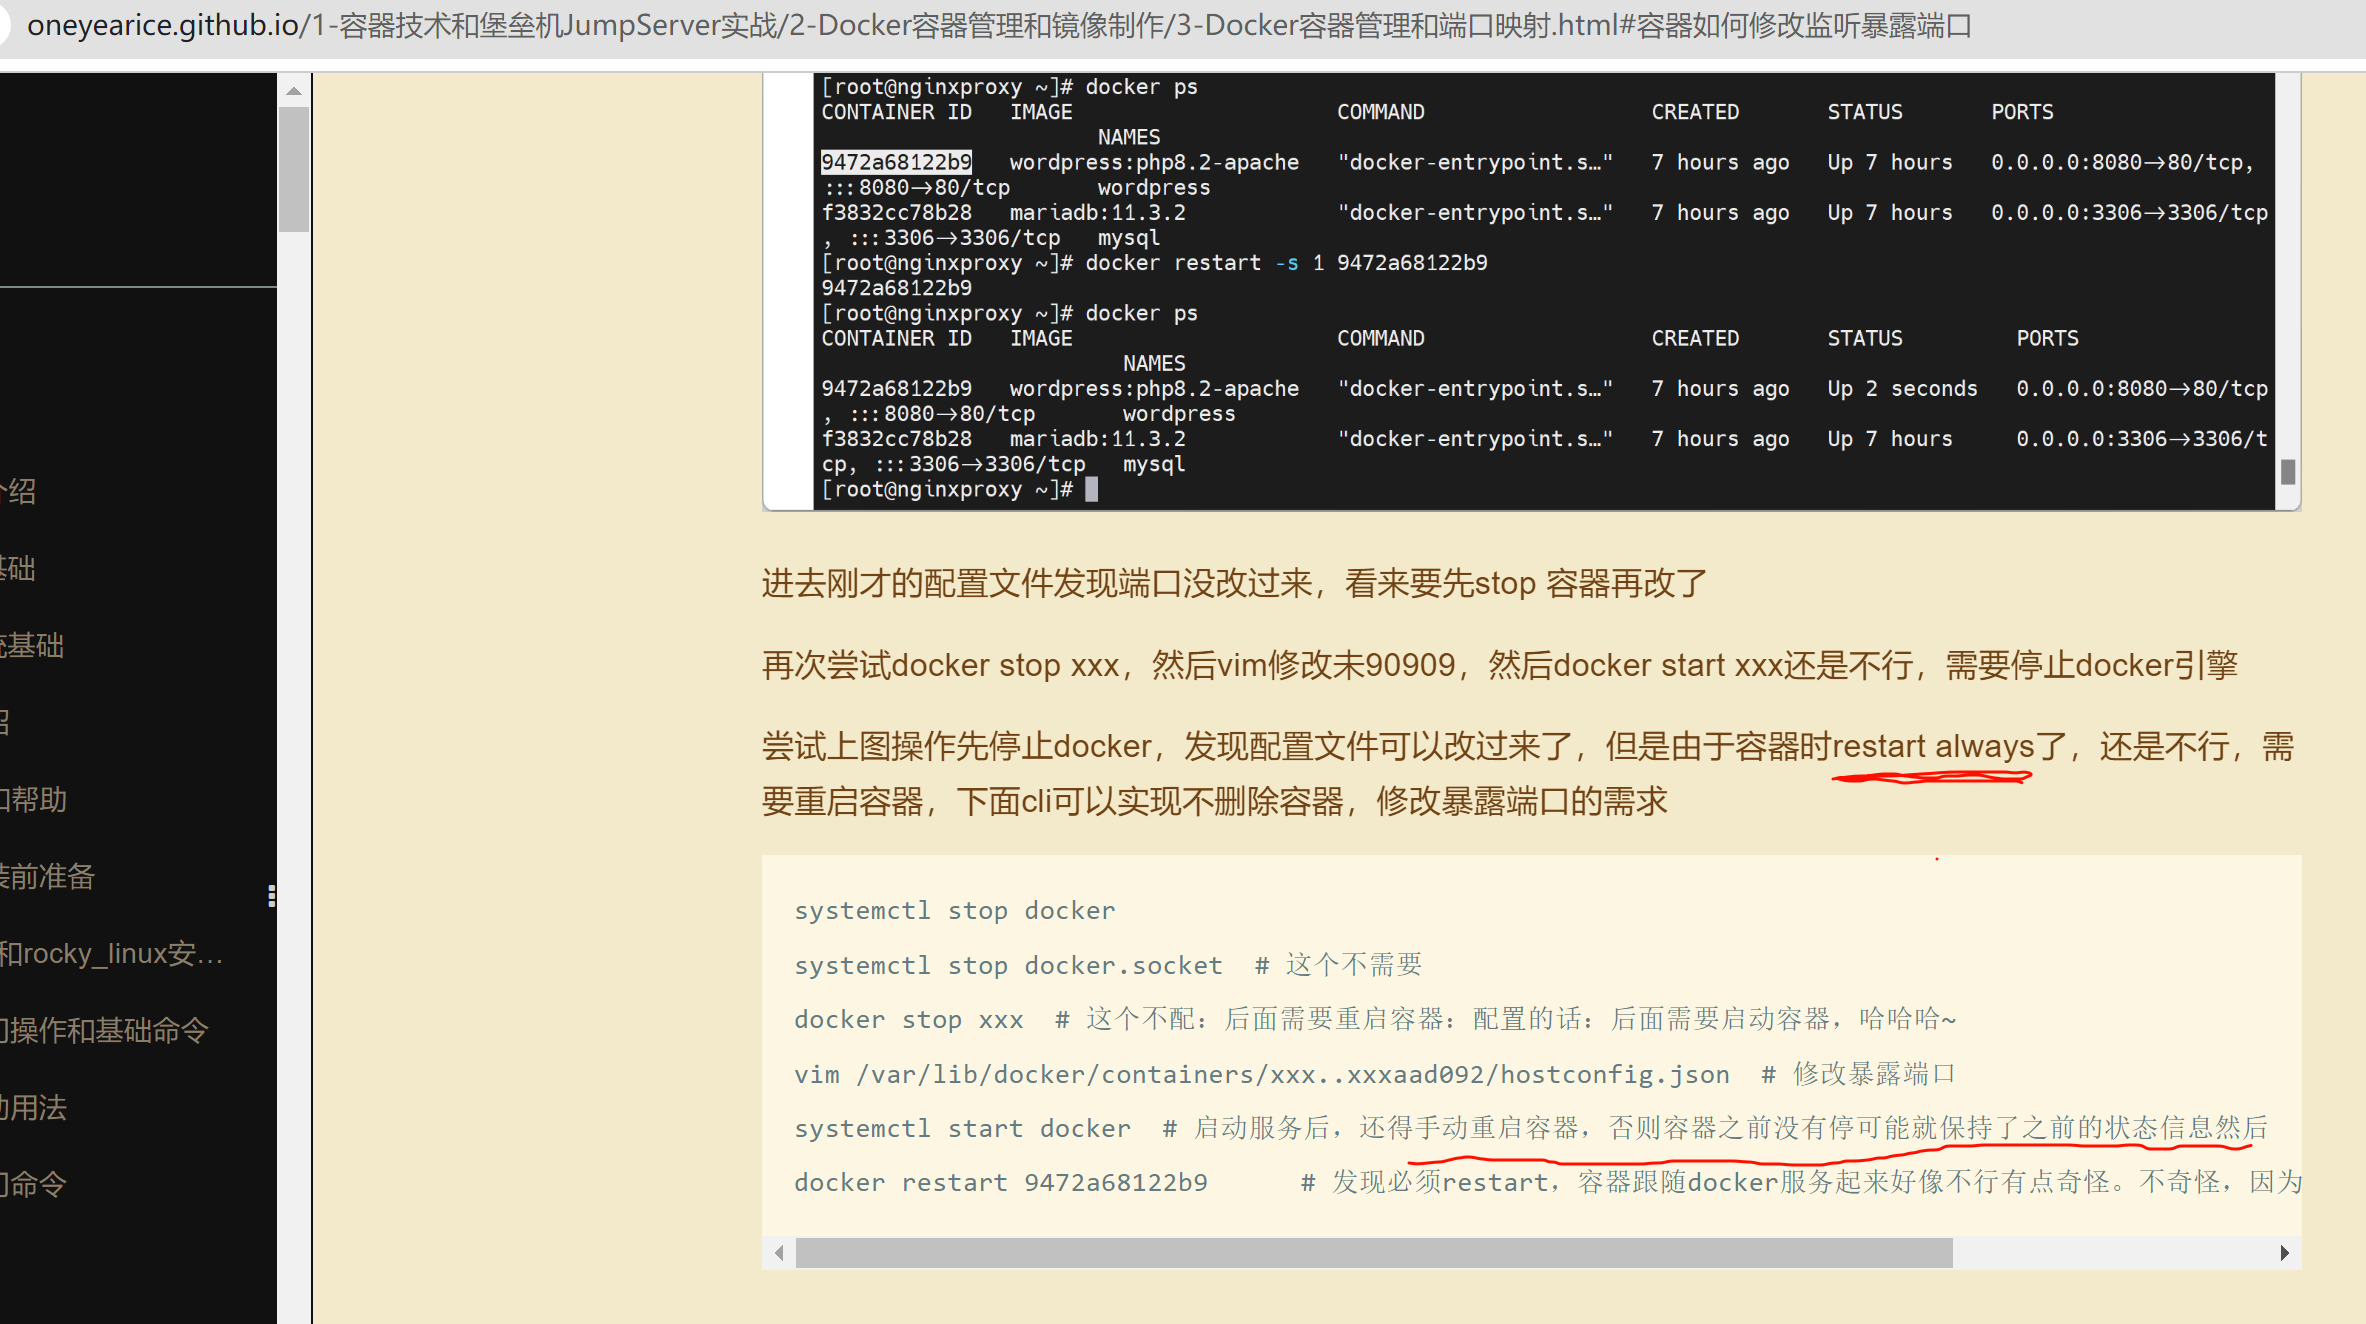 oneyearice.github.io/1-容器技术和堡垒机JumpServer实战/2-Docker容器管理和镜像制作/3-Docker容器管理和端口映射.html#容器如何修改监听暴露端口
[root@nginxproxy ~]# docker ps
CONTAINER ID   IMAGE                     COMMAND                  CREATED       STATUS       PORTS
NAMES
9472a68122b9   wordpress:php8.2-apache   "docker-entrypoint.s…"   7 hours ago   Up 7 hours   0.0.0.0:8080->80/tcp,
:::8080->80/tcp       wordpress
f3832cc78b28   mariadb:11.3.2            "docker-entrypoint.s…"   7 hours ago   Up 7 hours   0.0.0.0:3306->3306/tcp
, :::3306->3306/tcp   mysql
[root@nginxproxy ~]# docker restart -s 1 9472a68122b9
9472a68122b9
[root@nginxproxy ~]# docker ps
CONTAINER ID   IMAGE                     COMMAND                  CREATED       STATUS         PORTS
NAMES
9472a68122b9   wordpress:php8.2-apache   "docker-entrypoint.s…"   7 hours ago   Up 2 seconds   0.0.0.0:8080->80/tcp
, :::8080->80/tcp       wordpress
f3832cc78b28   mariadb:11.3.2            "docker-entrypoint.s…"   7 hours ago   Up 7 hours     0.0.0.0:3306->3306/t
cp, :::3306->3306/tcp   mysql
[root@nginxproxy ~]#
进去刚才的配置文件发现端口没改过来，看来要先stop 容器再改了
再次尝试docker stop xxx，然后vim修改未90909，然后docker start xxx还是不行，需要停止docker引擎
尝试上图操作先停止docker，发现配置文件可以改过来了，但是由于容器时restart always了，还是不行，需
要重启容器，下面cli可以实现不删除容器，修改暴露端口的需求
systemctl stop docker
systemctl stop docker.socket  # 这个不需要
docker stop xxx  # 这个不配：后面需要重启容器：配置的话：后面需要启动容器，哈哈哈~
vim /var/lib/docker/containers/xxx..xxxaad092/hostconfig.json  # 修改暴露端口
systemctl start docker  # 启动服务后，还得手动重启容器，否则容器之前没有停可能就保持了之前的状态信息然后
docker restart 9472a68122b9      # 发现必须restart，容器跟随docker服务起来好像不行有点奇怪。不奇怪，因为
介绍
基础
统基础
绍
和帮助
装前准备
和rocky_linux安…
门操作和基础命令
助用法
门命令